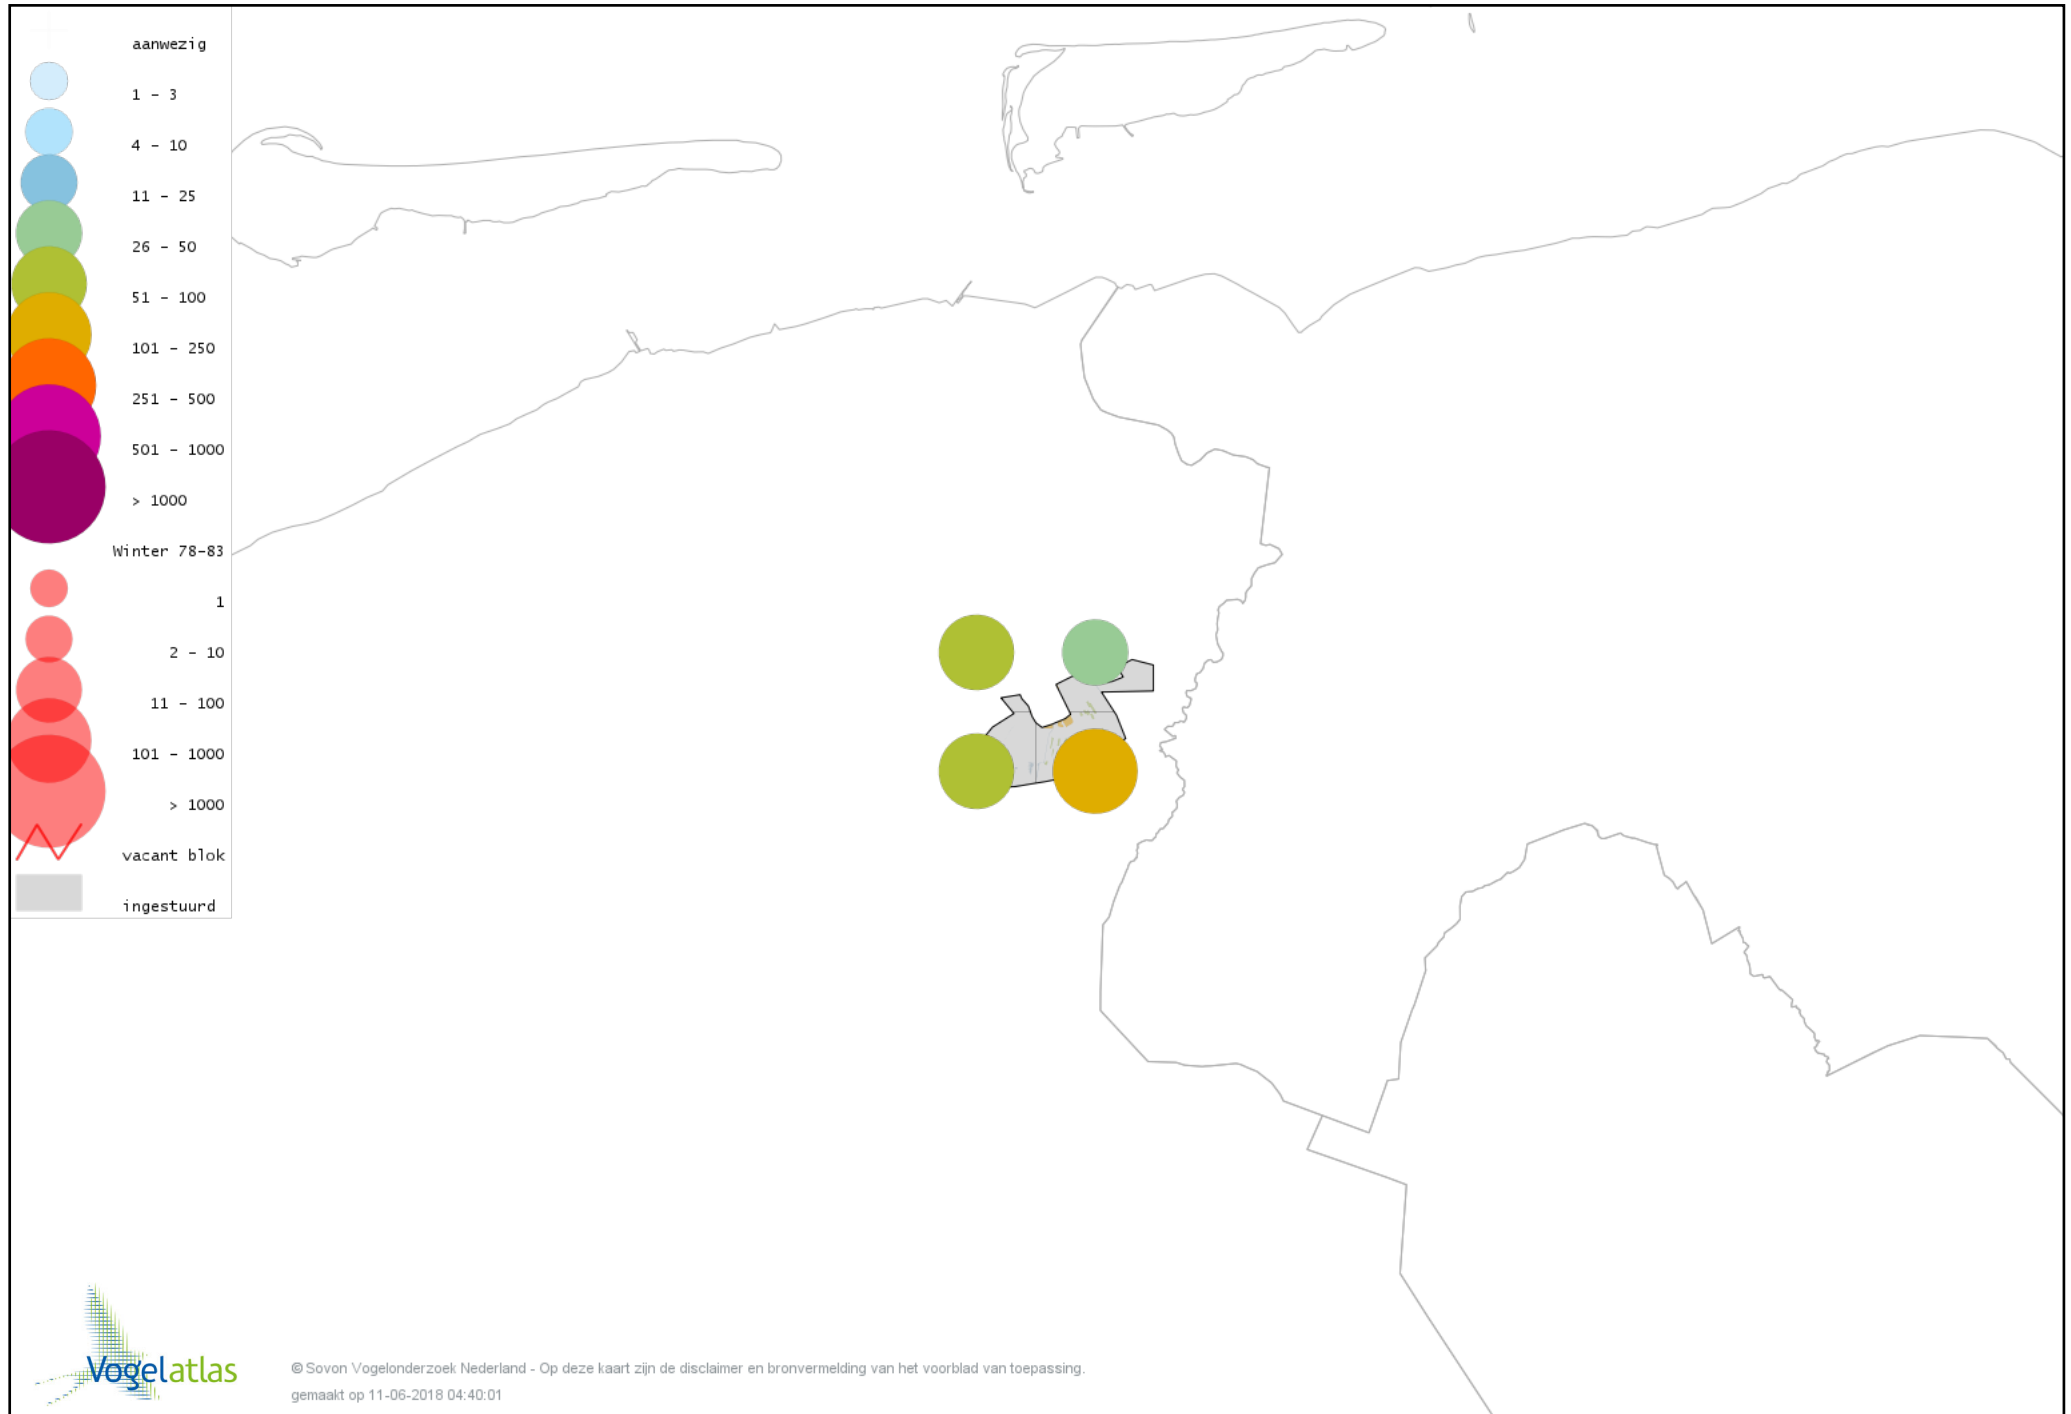 aanwezig
1 - 3
4 - 10
11 - 25
26 - 50
51 - 100
101 - 250
251 - 500
501 - 1000
> 1000
Winter 78-83
1
2 - 10
11 - 100
101 - 1000
> 1000
vacant blok
ingestuurd
Vogelatlas
© Sovon Vogelonderzoek Nederland - Op deze kaart zijn de disclaimer en bronvermelding van het voorblad van toepassing.
gemaakt op 11-06-2018 04:40:01